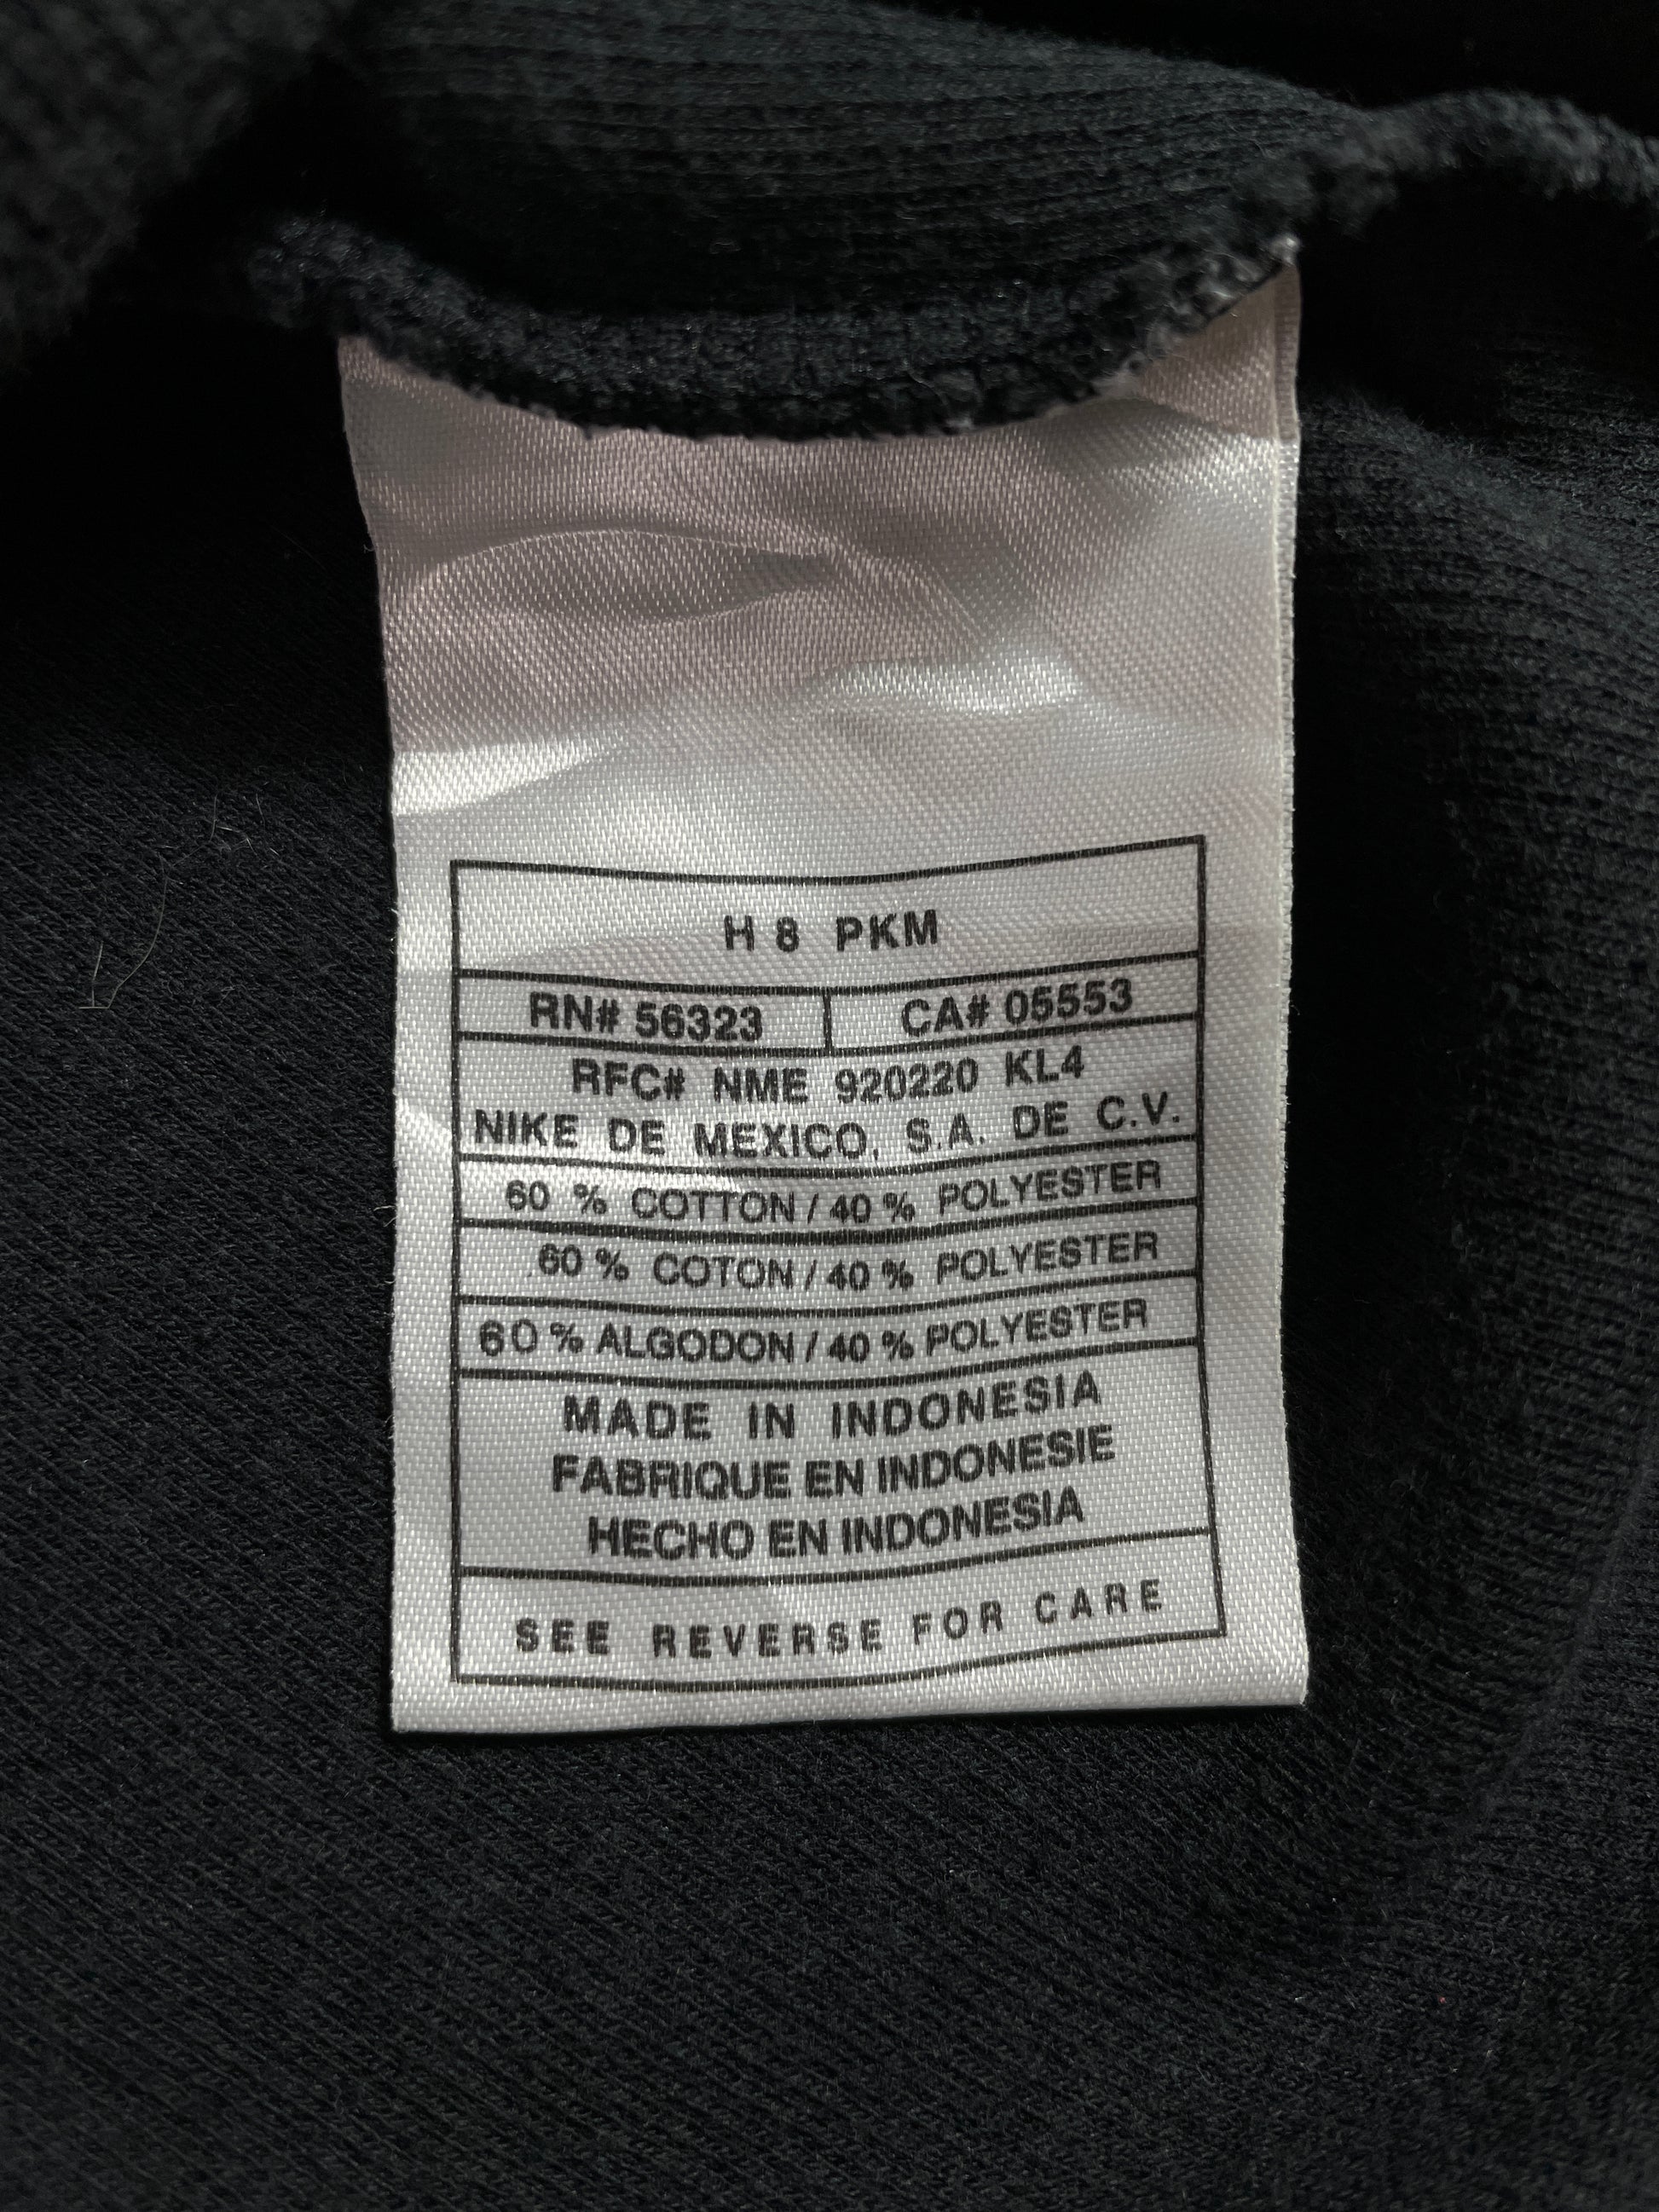 H 8 PKM
RN# 56323 CA# 05553
RFC# NME 920220 KL4
NIKE DE MEXICO, S.A. DE C.V.
60 % COTTON / 40 % POLYESTER
60 % COTON / 40 % POLYESTER
60 % ALGODON / 40 % POLYESTER
MADE IN INDONESIA
FABRIQUE EN INDONESIE
HECHO EN INDONESIA
SEE REVERSE FOR CARE